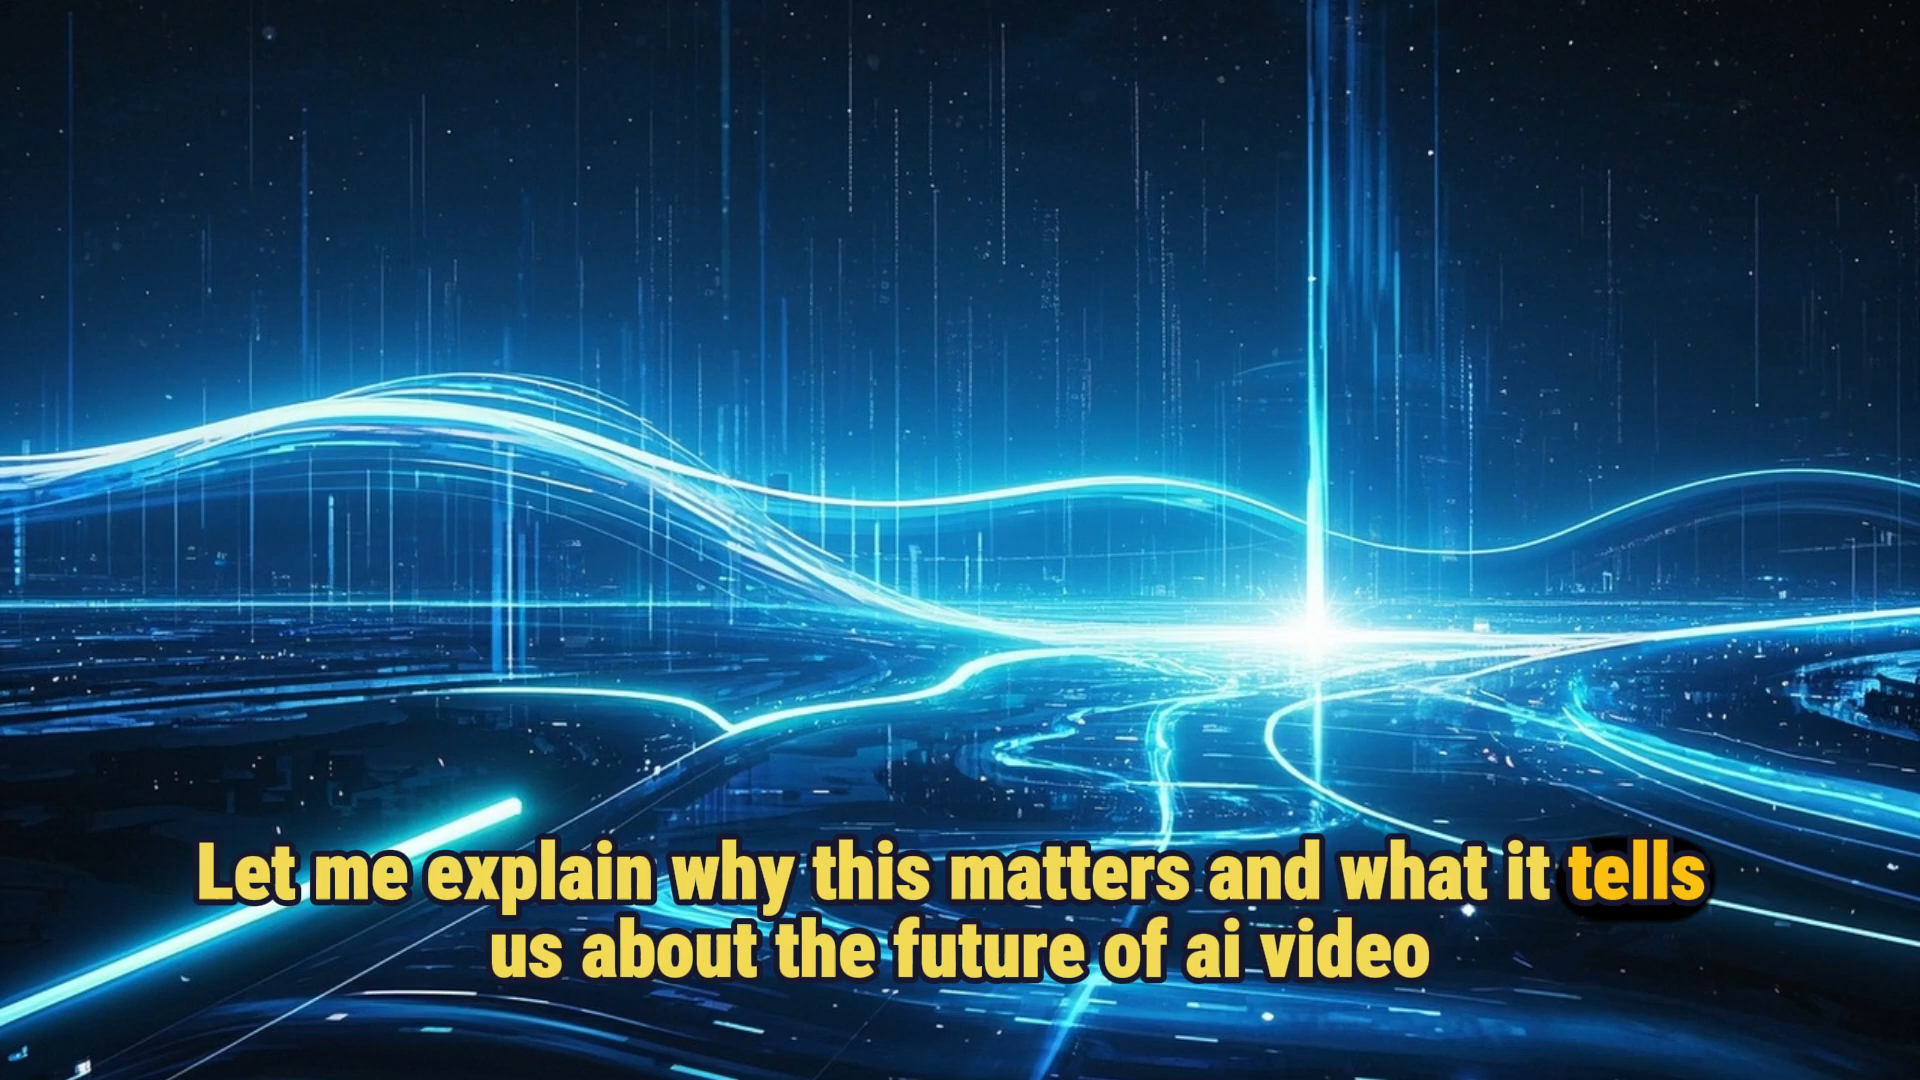 Let me explain why this matters and what it tells
us about the future of ai video